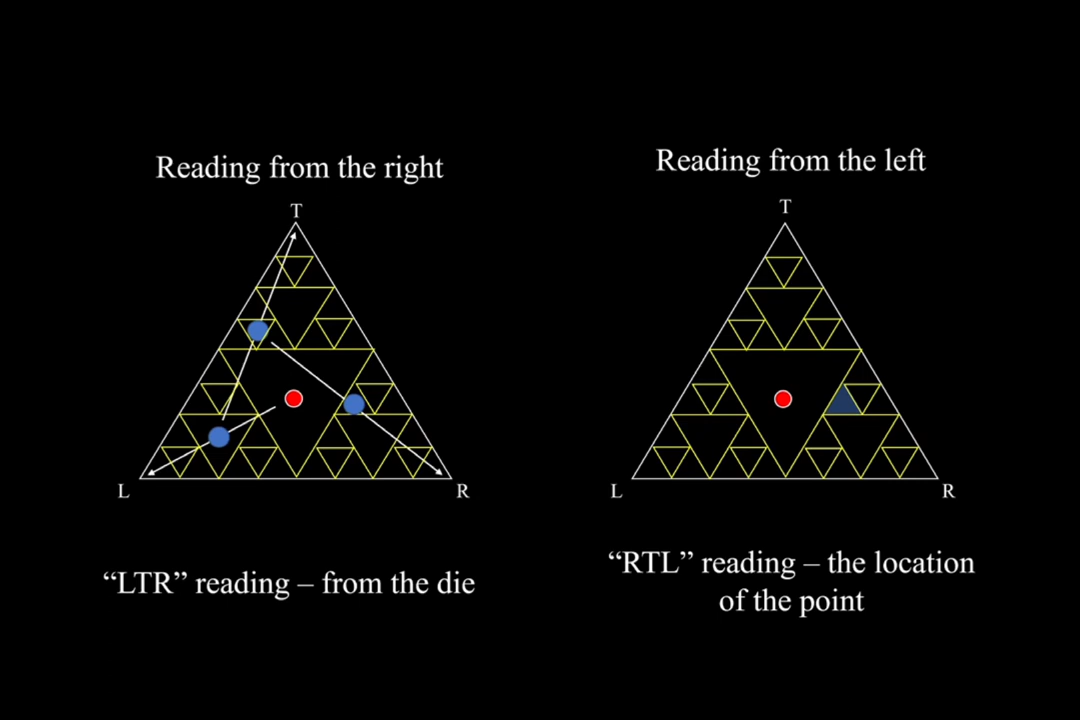 Reading from the right
T
L
R
“LTR” reading – from the die
Reading from the left
T
L
R
“RTL” reading – the location
of the point